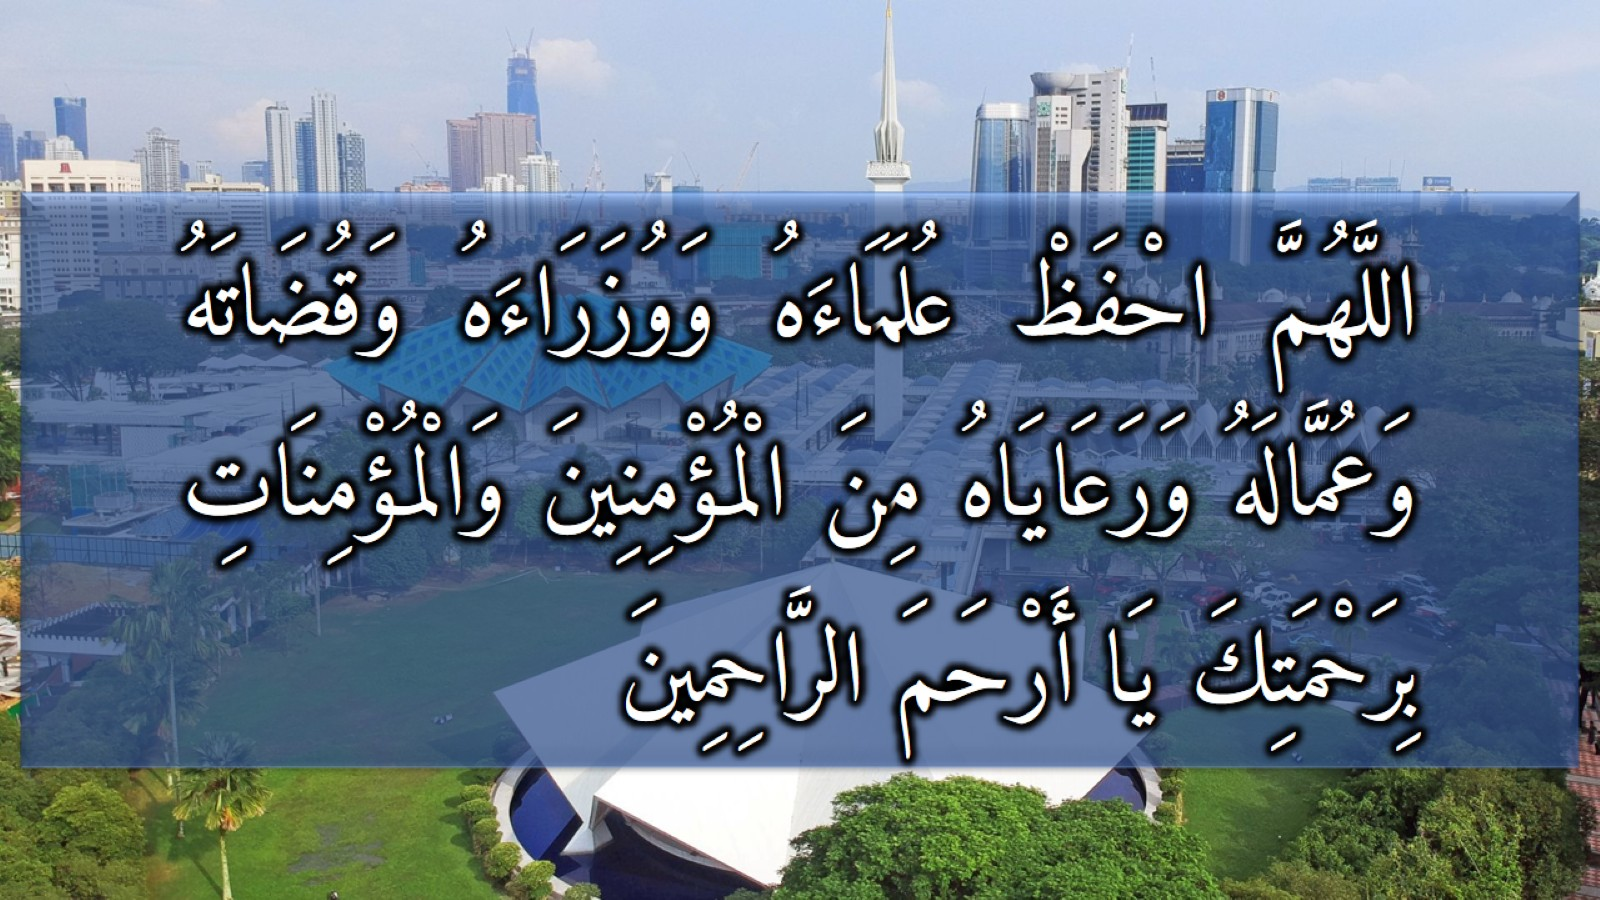 اللَّهُمَّ احْفَظْ عُلَمَاءَهُ وَوُزَرَاءَهُ وَقُضَاتَهُ
وَعُمَّالَهُ وَرَعَايَاهُ مِنَ الْمُؤْمِنِينَ وَالْمُؤْمِنَاتِ
بِرَحْمَتِكَ يَا أَرْحَمَ الرَّاحِمِينَ